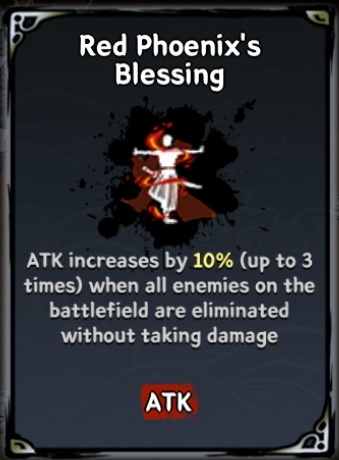 Red Phoenix's
Blessing
ATK increases by 10% (up to 3
times) when all enemies on the
battlefield are eliminated
without taking damage
ATK